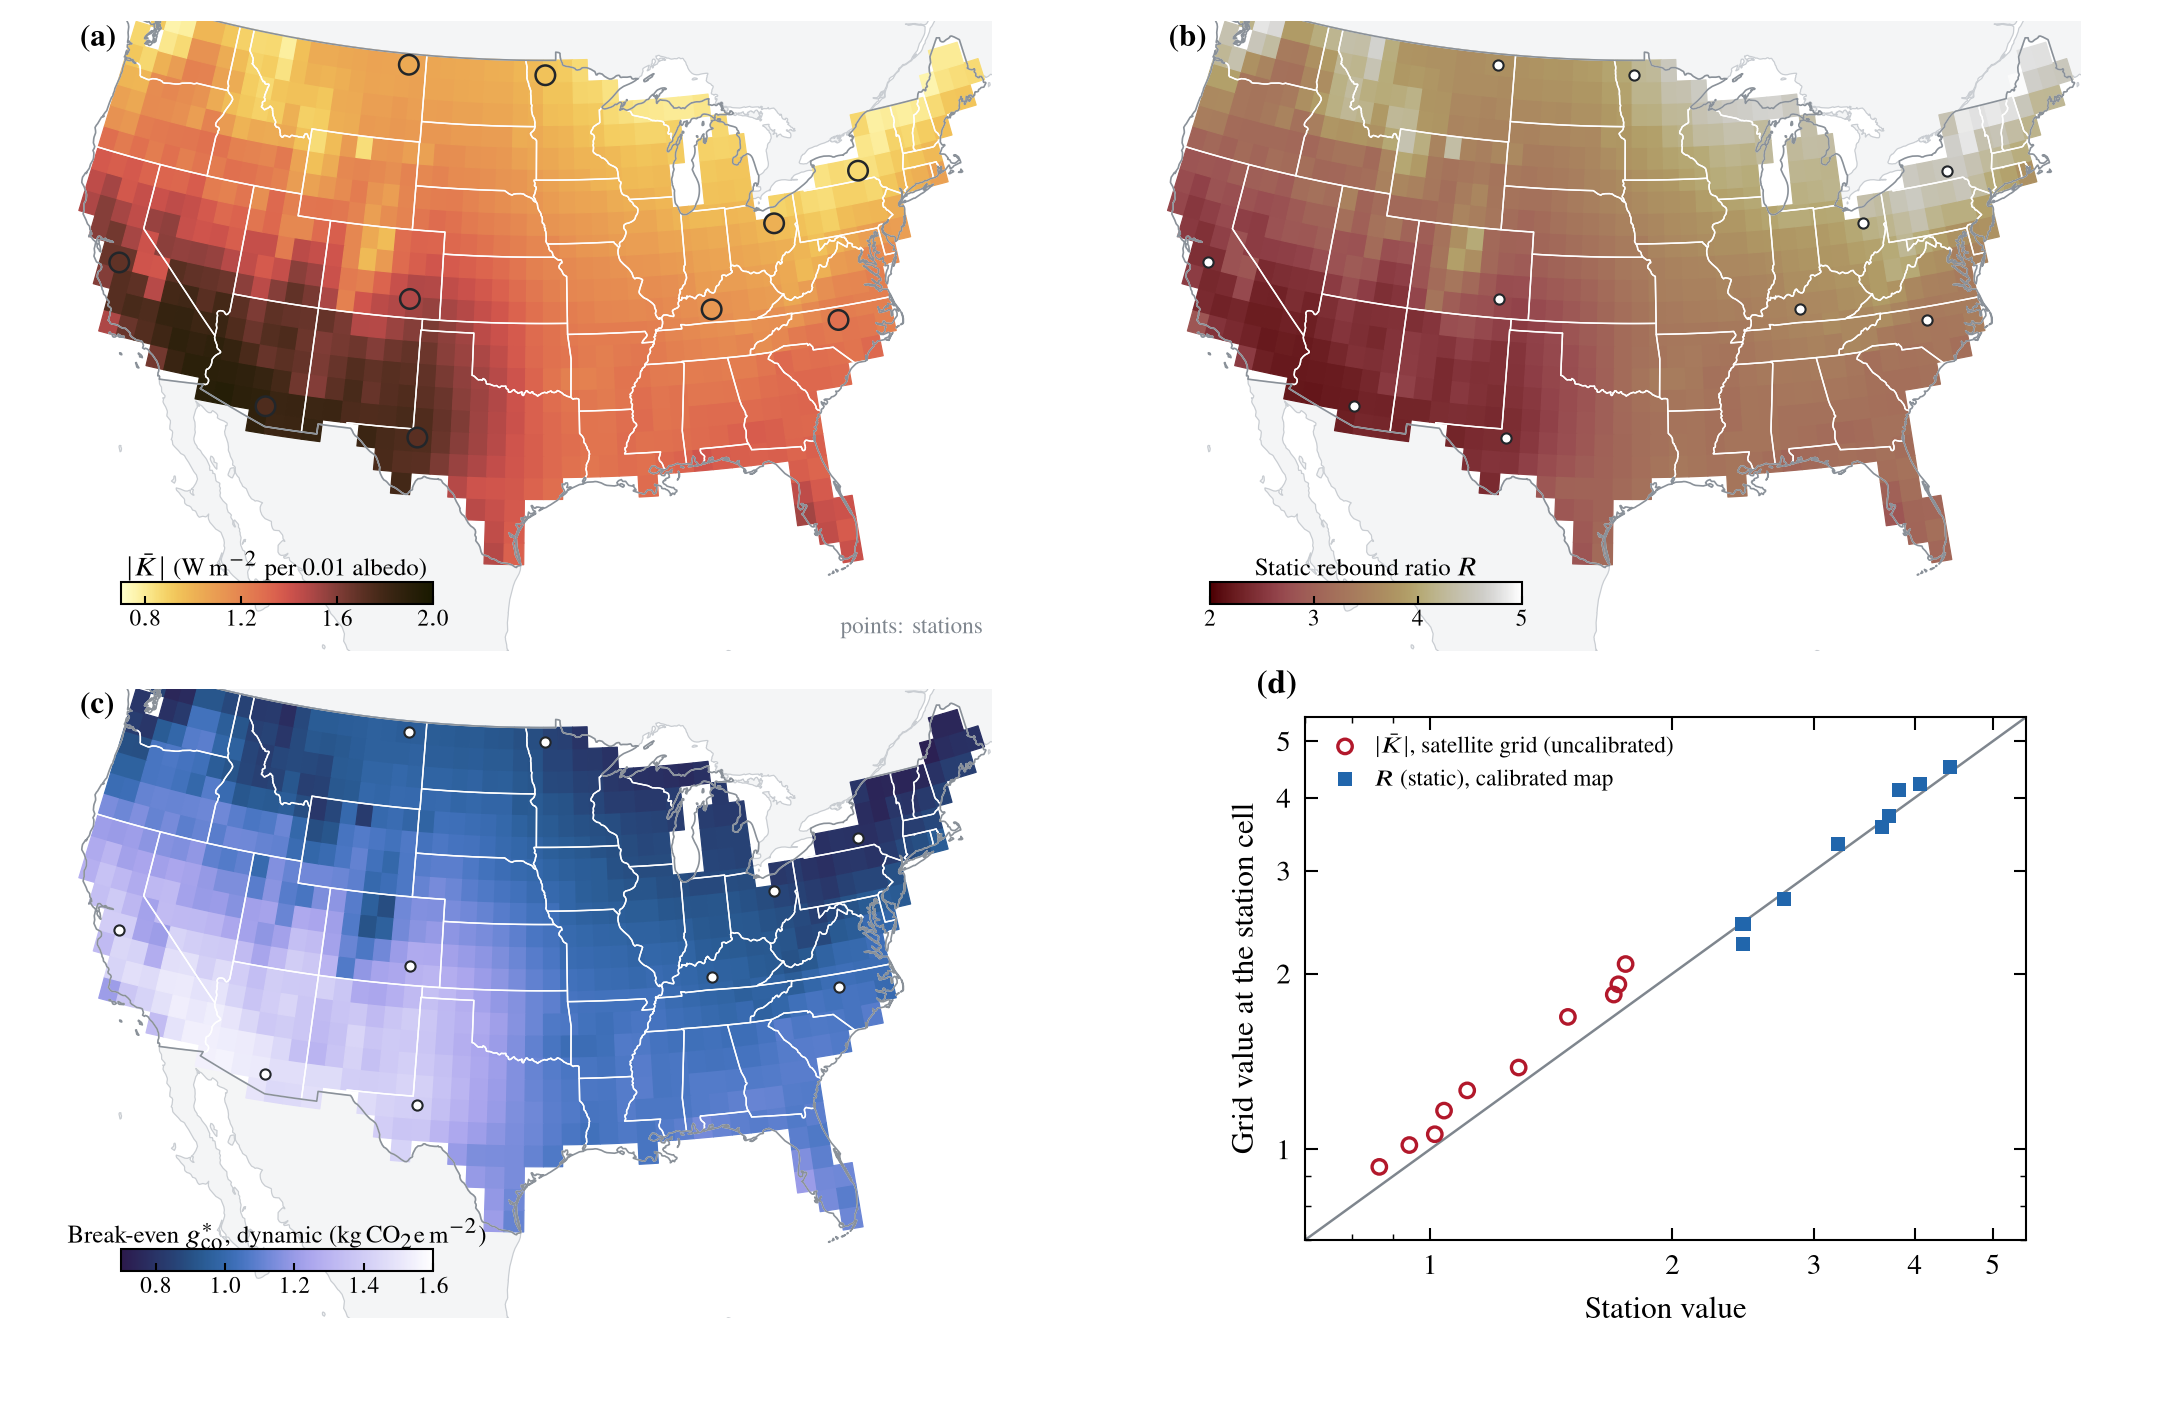 (a)
|K̄| (W m⁻² per 0.01 albedo)
0.8 1.2 1.6 2.0
points: stations
(b)
Static rebound ratio R
2 3 4 5
(c)
Break-even g*co, dynamic (kg CO₂e m⁻²)
0.8 1.0 1.2 1.4 1.6
(d)
|K̄|, satellite grid (uncalibrated)
R (static), calibrated map
Grid value at the station cell
5
4
3
2
1
1 2 3 4 5
Station value